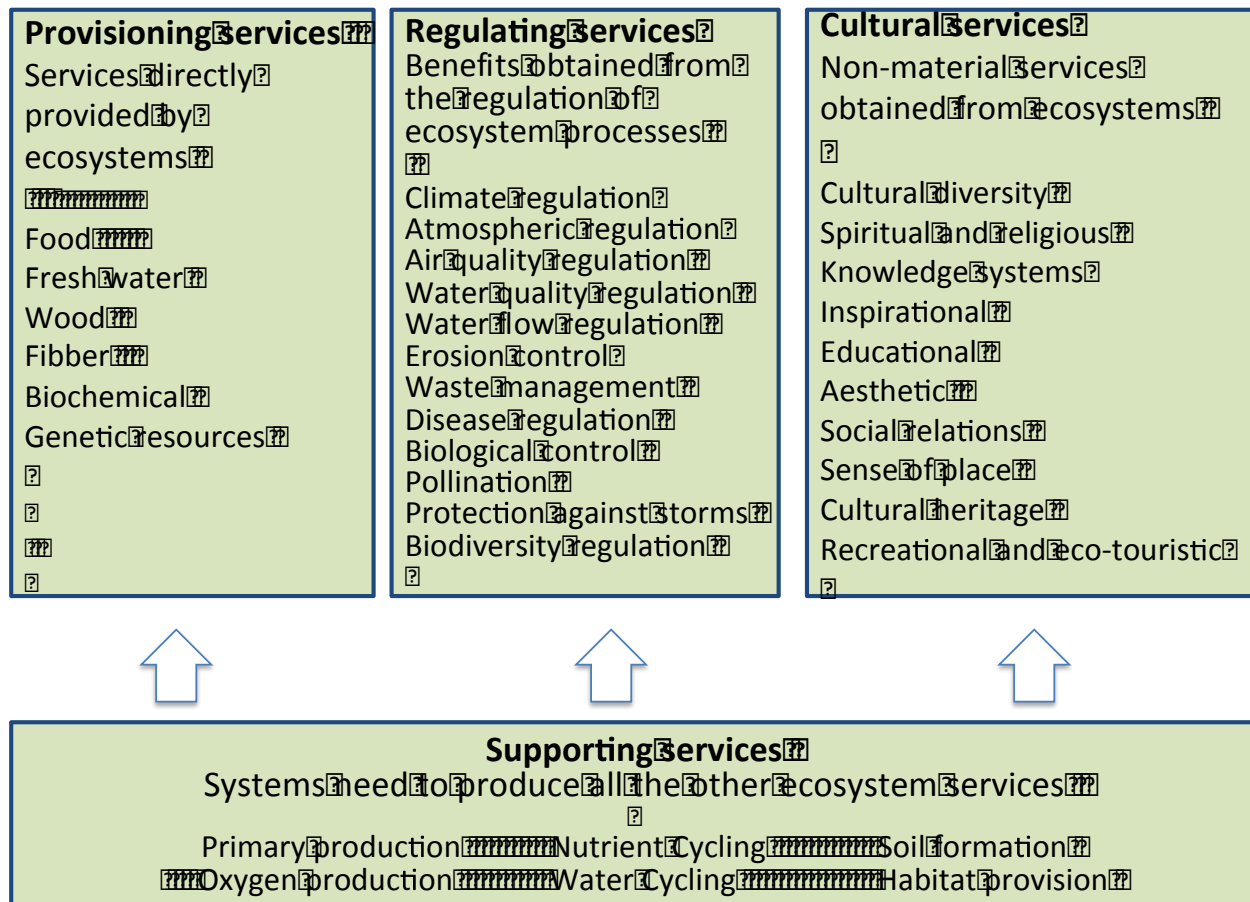 Provisioning services
Services directly
provided by
ecosystems
Food
Fresh water
Wood
Fibber
Biochemical
Genetic resources
Regulating services
Benefits obtained from
the regulation of
ecosystem processes
Climate regulation
Atmospheric regulation
Air quality regulation
Water quality regulation
Water flow regulation
Erosion control
Waste management
Disease regulation
Biological control
Pollination
Protection against storms
Biodiversity regulation
Cultural services
Non-material services
obtained from ecosystems
Cultural diversity
Spiritual and religious
Knowledge systems
Inspirational
Educational
Aesthetic
Social relations
Sense of place
Cultural heritage
Recreational and eco-touristic
Supporting services
Systems need to produce all the other ecosystem services
Primary production Nutrient Cycling Soil formation
Oxygen production Water Cycling Habitat provision